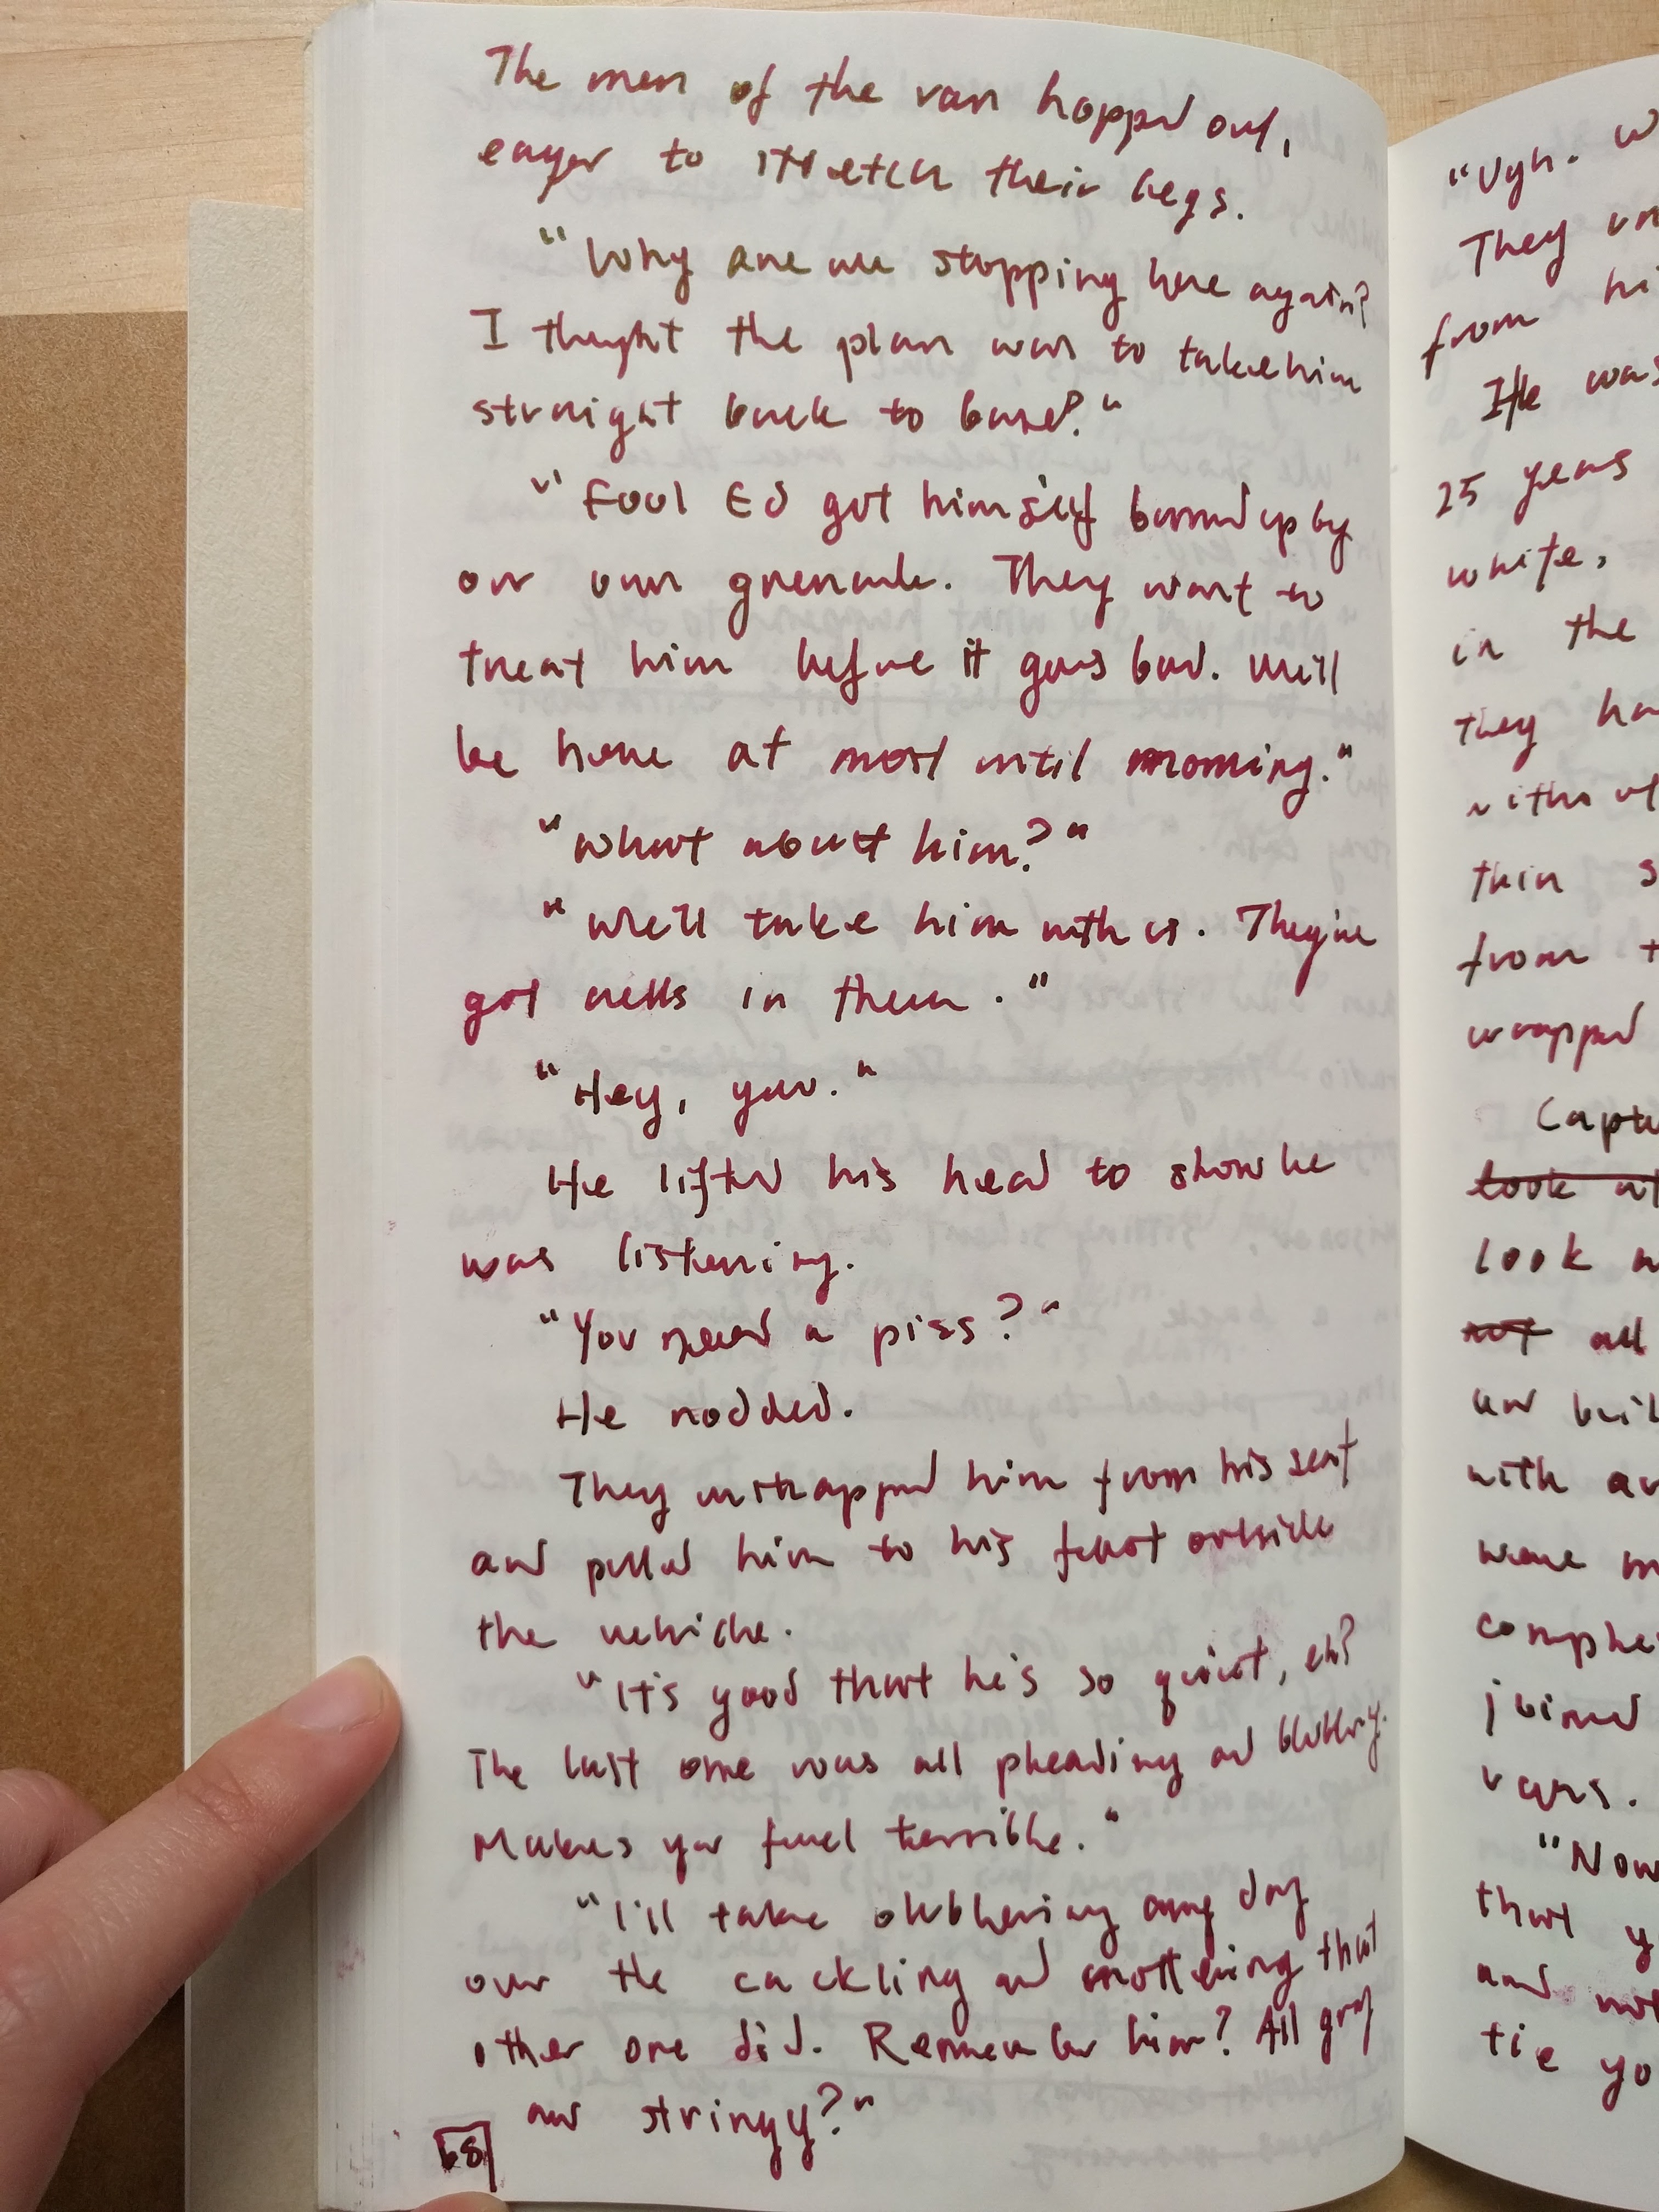 The men of the van hopped out,
eager to stretch their legs.
"Why are we stopping here again?
I thought the plan was to take him
straight back to base?"
"Fool Ed got himself burned up by
our own grenade. They want to
treat him before it goes bad. We'll
be here at most until morning."
"What about him?"
"We'll take him with us. They've
got cells in there."
"Hey, you."
He lifted his head to show he
was listening.
"You need a piss?"
He nodded.
They unstrapped him from his seat
and pulled him to his feet outside
the vehicle.
"It's good that he's so quiet, eh?
The last one was all pleading and blubbery.
Makes you feel terrible."
"I'll take blubbering any day
over the cackling and muttering that
other one did. Remember him? All gray
and stringy?"
68
"Ugh. W
They un
from hi
He was
25 years
white,
in the
they ha
without
thin s
from t
wrapped
Captu
look at
look a
not all
and buil
with av
were m
comple
joined
vans.
"Now
that y
and not
tie yo